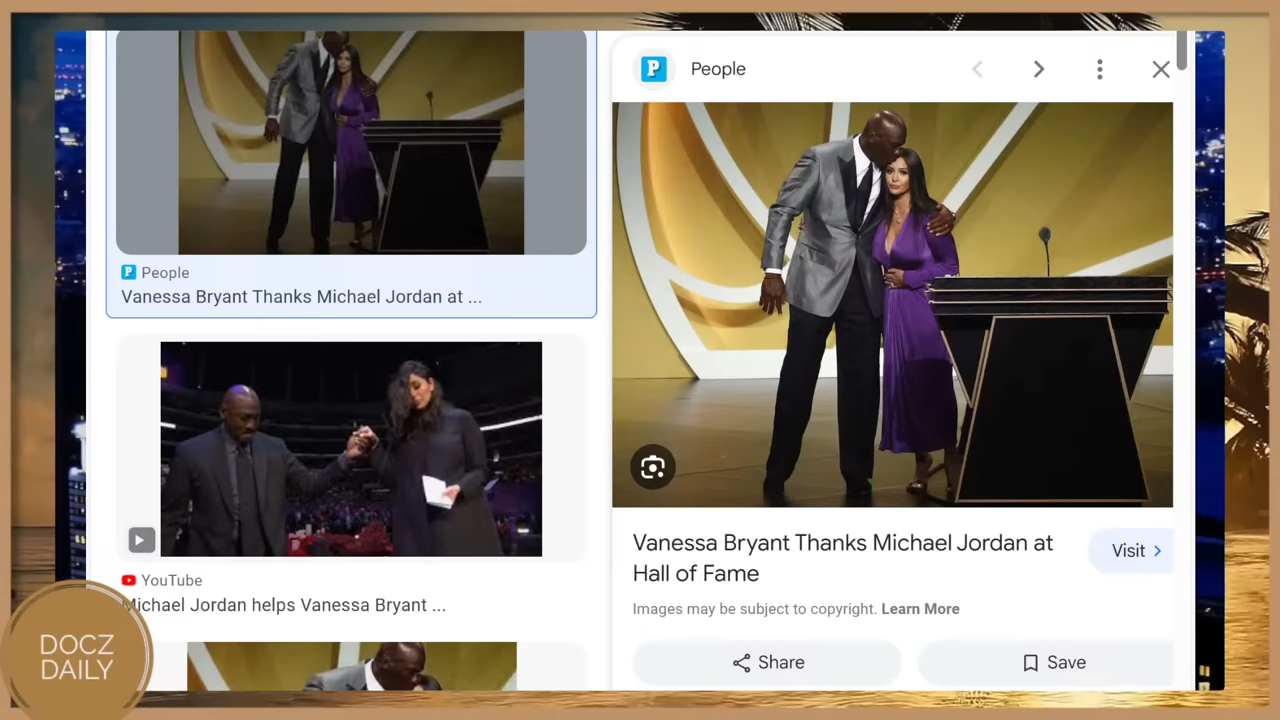 P People
Vanessa Bryant Thanks Michael Jordan at ...
YouTube
Michael Jordan helps Vanessa Bryant ...
P People
Vanessa Bryant Thanks Michael Jordan at
Hall of Fame
Visit
Images may be subject to copyright. Learn More
Share
Save
DOCZ
DAILY